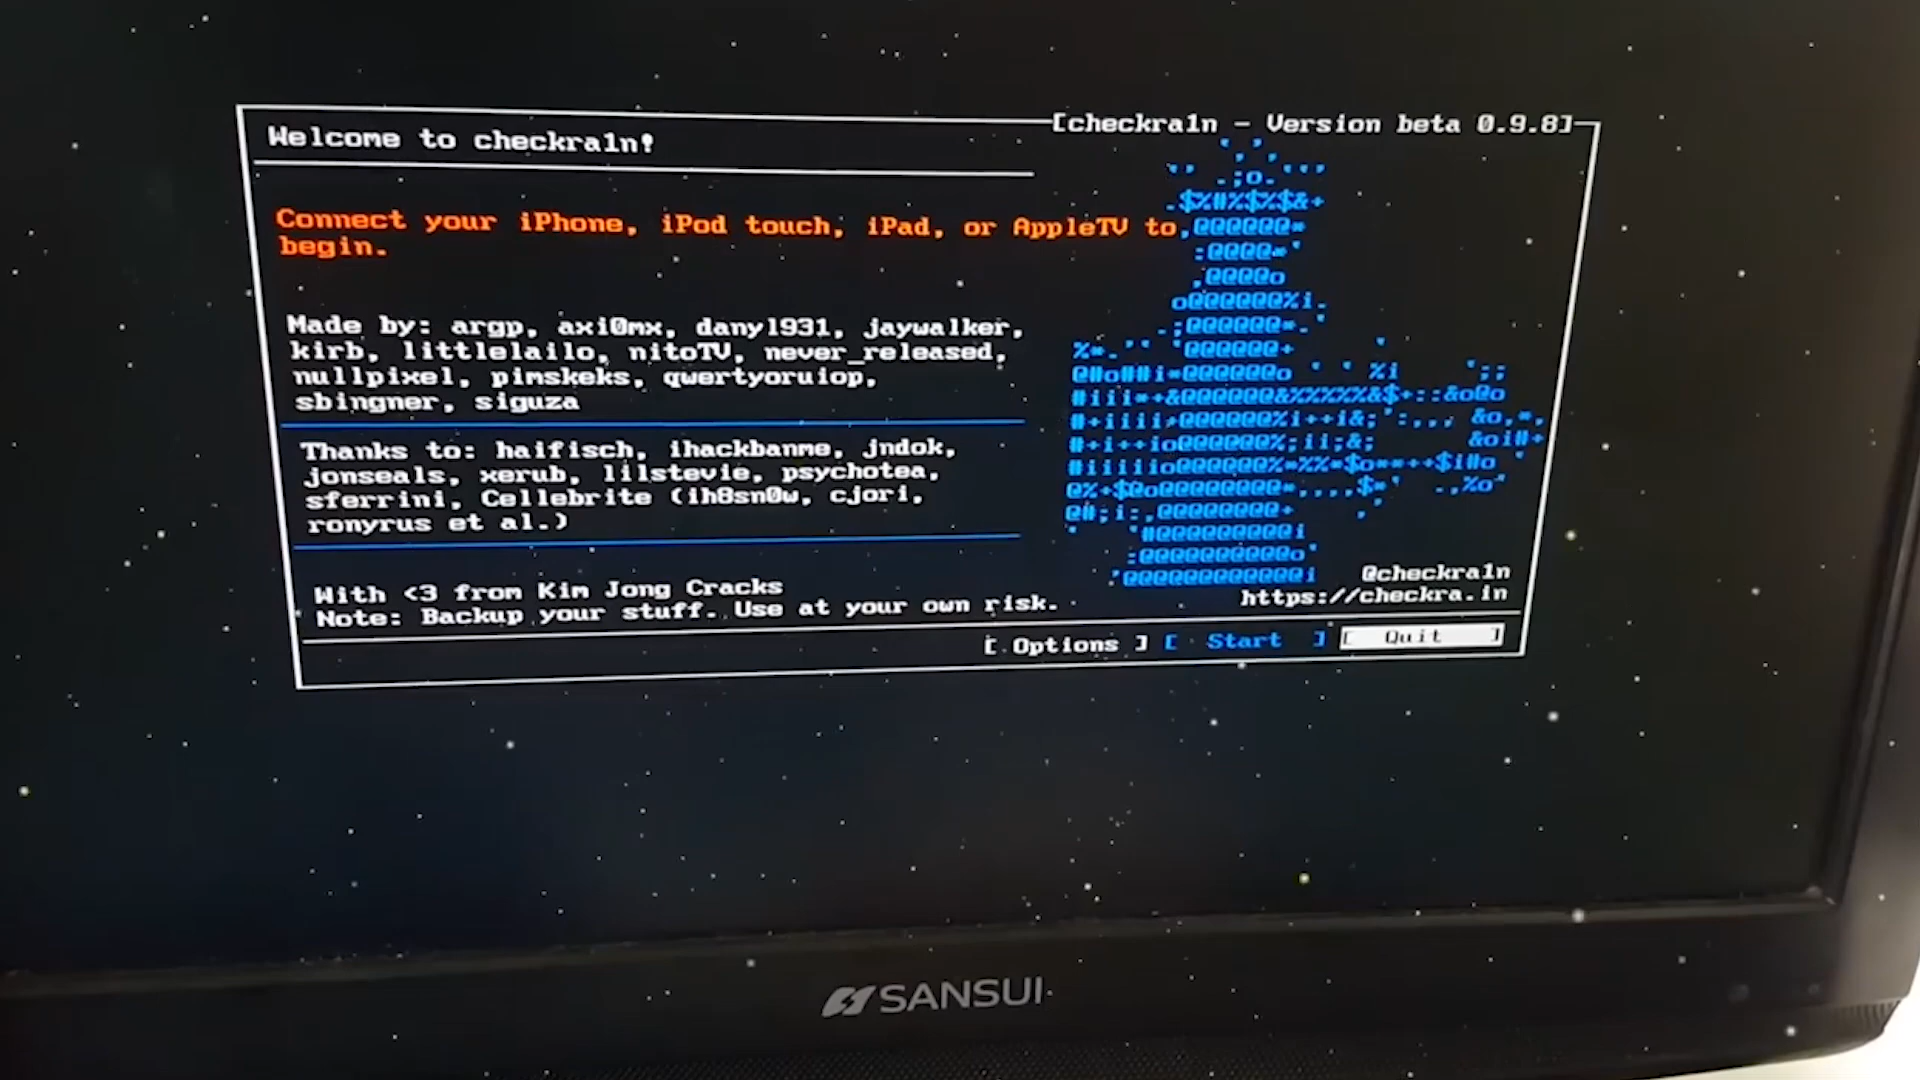 [checkra1n - Version beta 0.9.8]
Welcome to checkra1n!
Connect your iPhone, iPod touch, iPad, or AppleTV to
begin.
Made by: argp, axi0mx, danyl931, jaywalker,
kirb, littlelailo, nitoTV, never_released,
nullpixel, pimskeks, qwertyoruiop,
sbingner, siguza
Thanks to: haifisch, ihackbanme, jndok,
jonseals, xerub, lilstevie, psychotea,
sferrini, Cellebrite (ih8sn0w, cjori,
ronyrus et al.)
With <3 from Kim Jong Cracks
Note: Backup your stuff. Use at your own risk.
@checkra1n
https://checkra.in
[ Options ] [ Start ] [ Quit ]
SANSUI